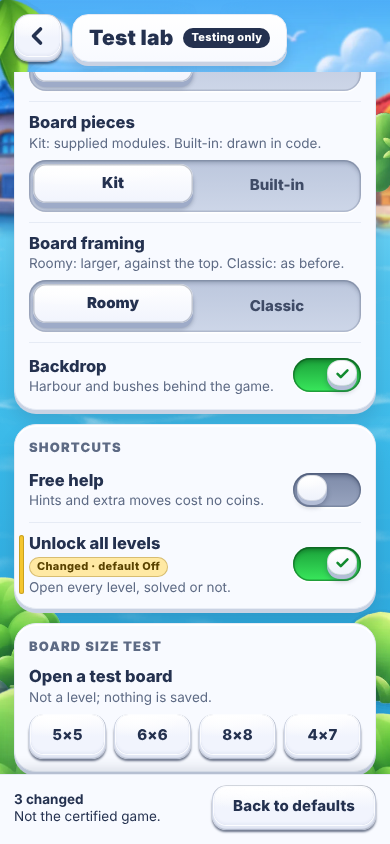 Test lab
Testing only
Board pieces
Kit: supplied modules. Built-in: drawn in code.
Kit
Built-in
Board framing
Roomy: larger, against the top. Classic: as before.
Roomy
Classic
Backdrop
Harbour and bushes behind the game.
SHORTCUTS
Free help
Hints and extra moves cost no coins.
Unlock all levels
Changed · default Off
Open every level, solved or not.
BOARD SIZE TEST
Open a test board
Not a level; nothing is saved.
5×5
6×6
8×8
4×7
3 changed
Not the certified game.
Back to defaults